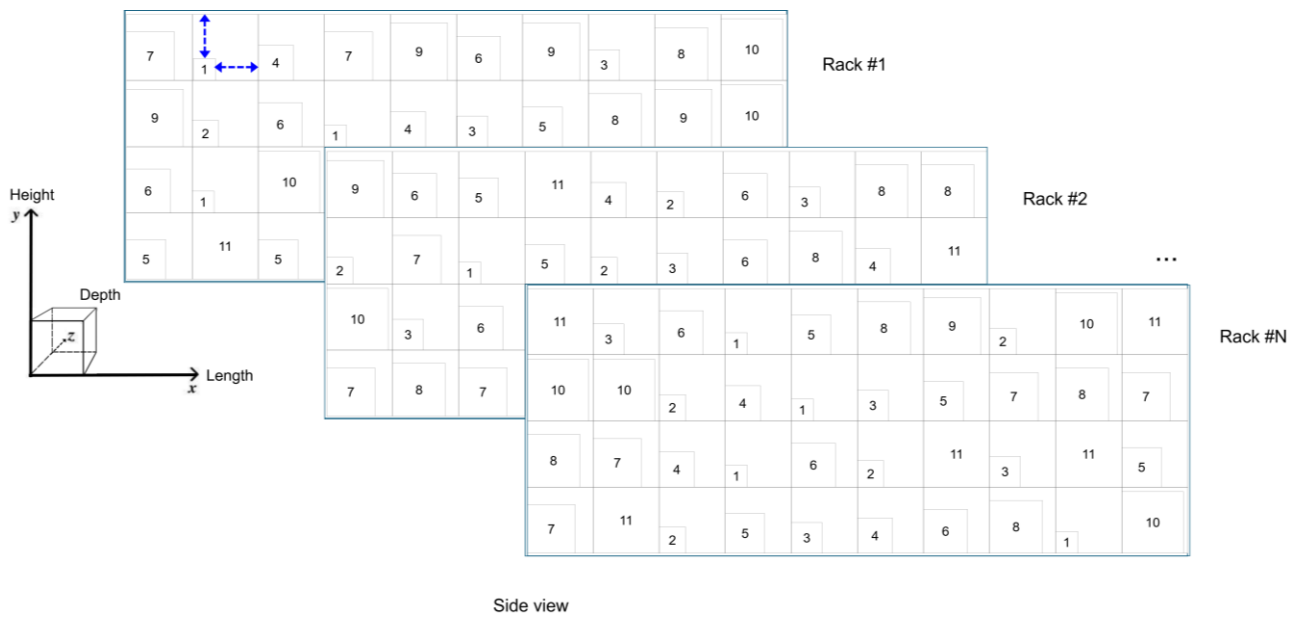 7 1 4 7 9 6 9 3 8 10
Rack #1
9 2 6 1 4 3 5 8 9 10
6 1 10
5 11 5
9 6 5 11 4 2 6 3 8 8
Rack #2
2 7 1 5 2 3 6 8 4 11
...
10 3 6
7 8 7
11 3 6 1 5 8 9 2 10 11
Rack #N
10 10 2 4 1 3 5 7 8 7
8 7 4 1 6 2 11 3 11 5
7 11 2 5 3 4 6 8 1 10
Height
y
Depth
z
Length
x
Side view